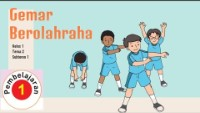 Gemar
Berolahraha
Kelas 1
Tema 2
Subtema 1
Pembelajaran
1